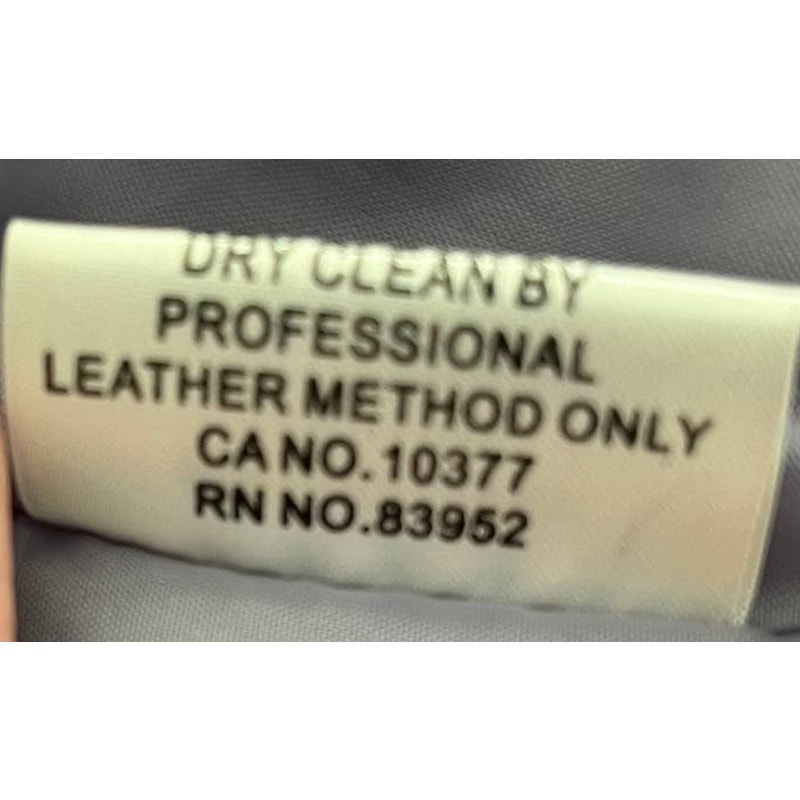 DRY CLEAN BY
PROFESSIONAL
LEATHER METHOD ONLY
CA NO. 10377
RN NO.83952